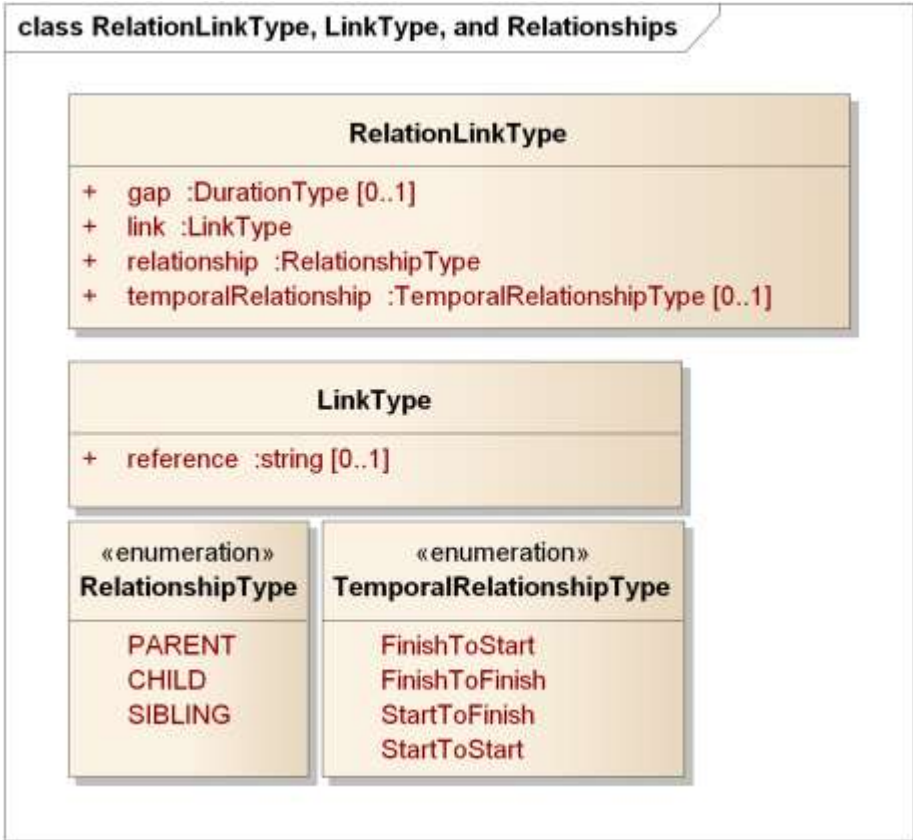 class RelationLinkType, LinkType, and Relationships
RelationLinkType
+ gap :DurationType [0..1]
+ link :LinkType
+ relationship :RelationshipType
+ temporalRelationship :TemporalRelationshipType [0..1]
LinkType
+ reference :string [0..1]
«enumeration»
RelationshipType
PARENT
CHILD
SIBLING
«enumeration»
TemporalRelationshipType
FinishToStart
FinishToFinish
StartToFinish
StartToStart